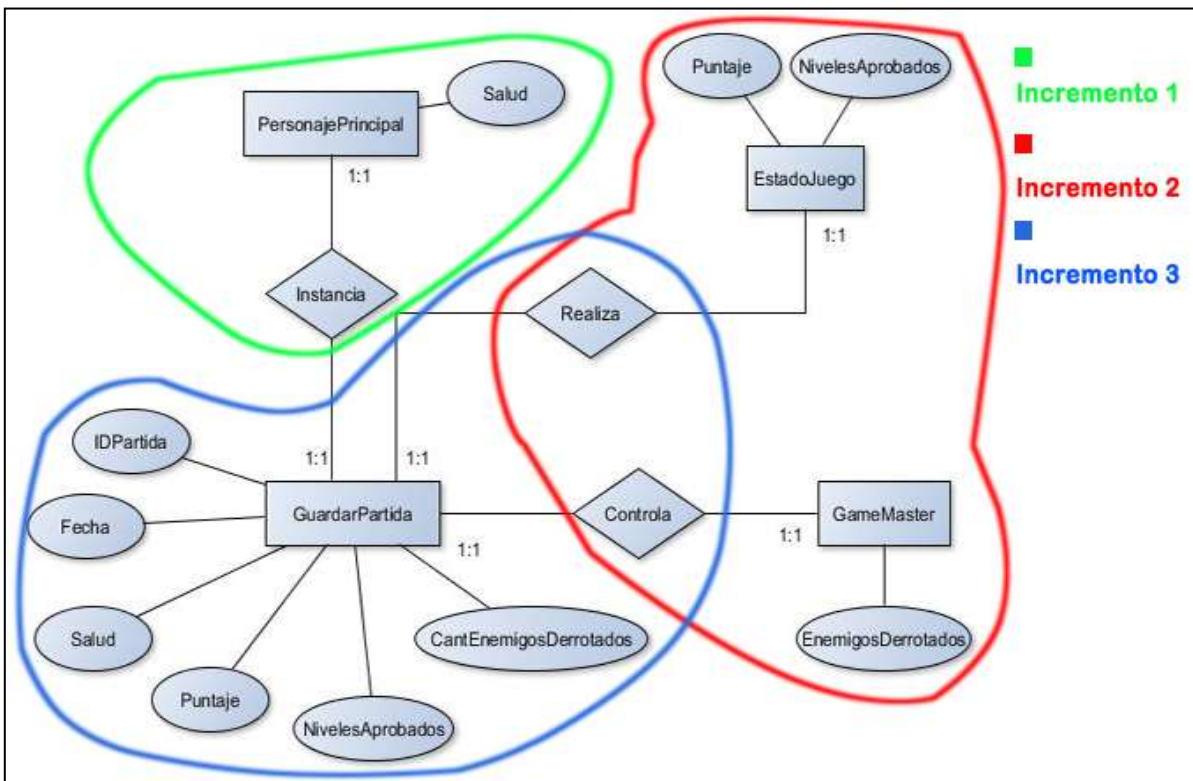 Puntaje
NivelesAprobados
Salud
PersonajePrincipal
1:1
EstadoJuego
1:1
Incremento 1
Incremento 2
Incremento 3
Instancia
Realiza
IDPartida
1:1
1:1
GuardarPartida
Controla
GameMaster
Fecha
1:1
1:1
Salud
CantEnemigosDerrotados
EnemigosDerrotados
Puntaje
NivelesAprobados